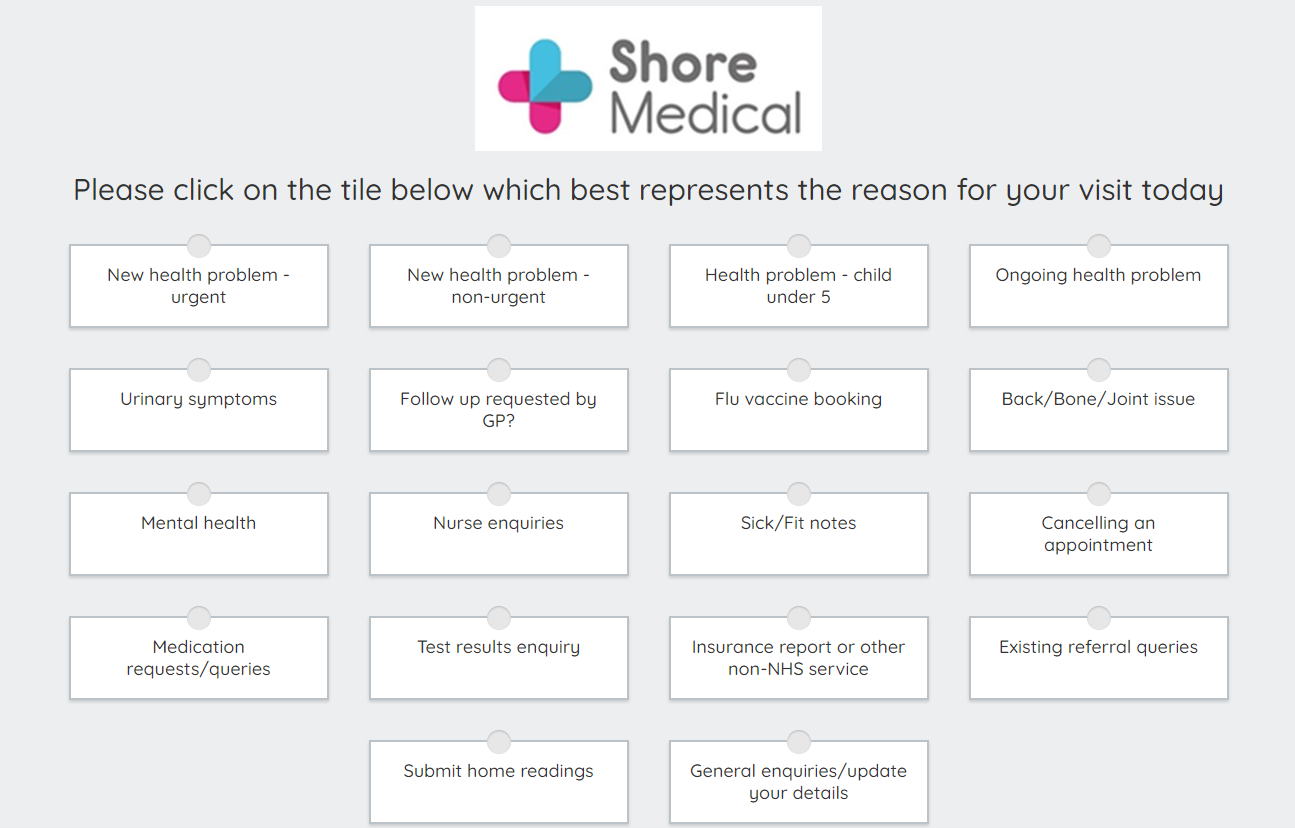 Shore
Medical
Please click on the tile below which best represents the reason for your visit today
New health problem -
urgent
New health problem -
non-urgent
Health problem - child
under 5
Ongoing health problem
Urinary symptoms
Follow up requested by
GP?
Flu vaccine booking
Back/Bone/Joint issue
Mental health
Nurse enquiries
Sick/Fit notes
Cancelling an
appointment
Medication
requests/queries
Test results enquiry
Insurance report or other
non-NHS service
Existing referral queries
Submit home readings
General enquiries/update
your details